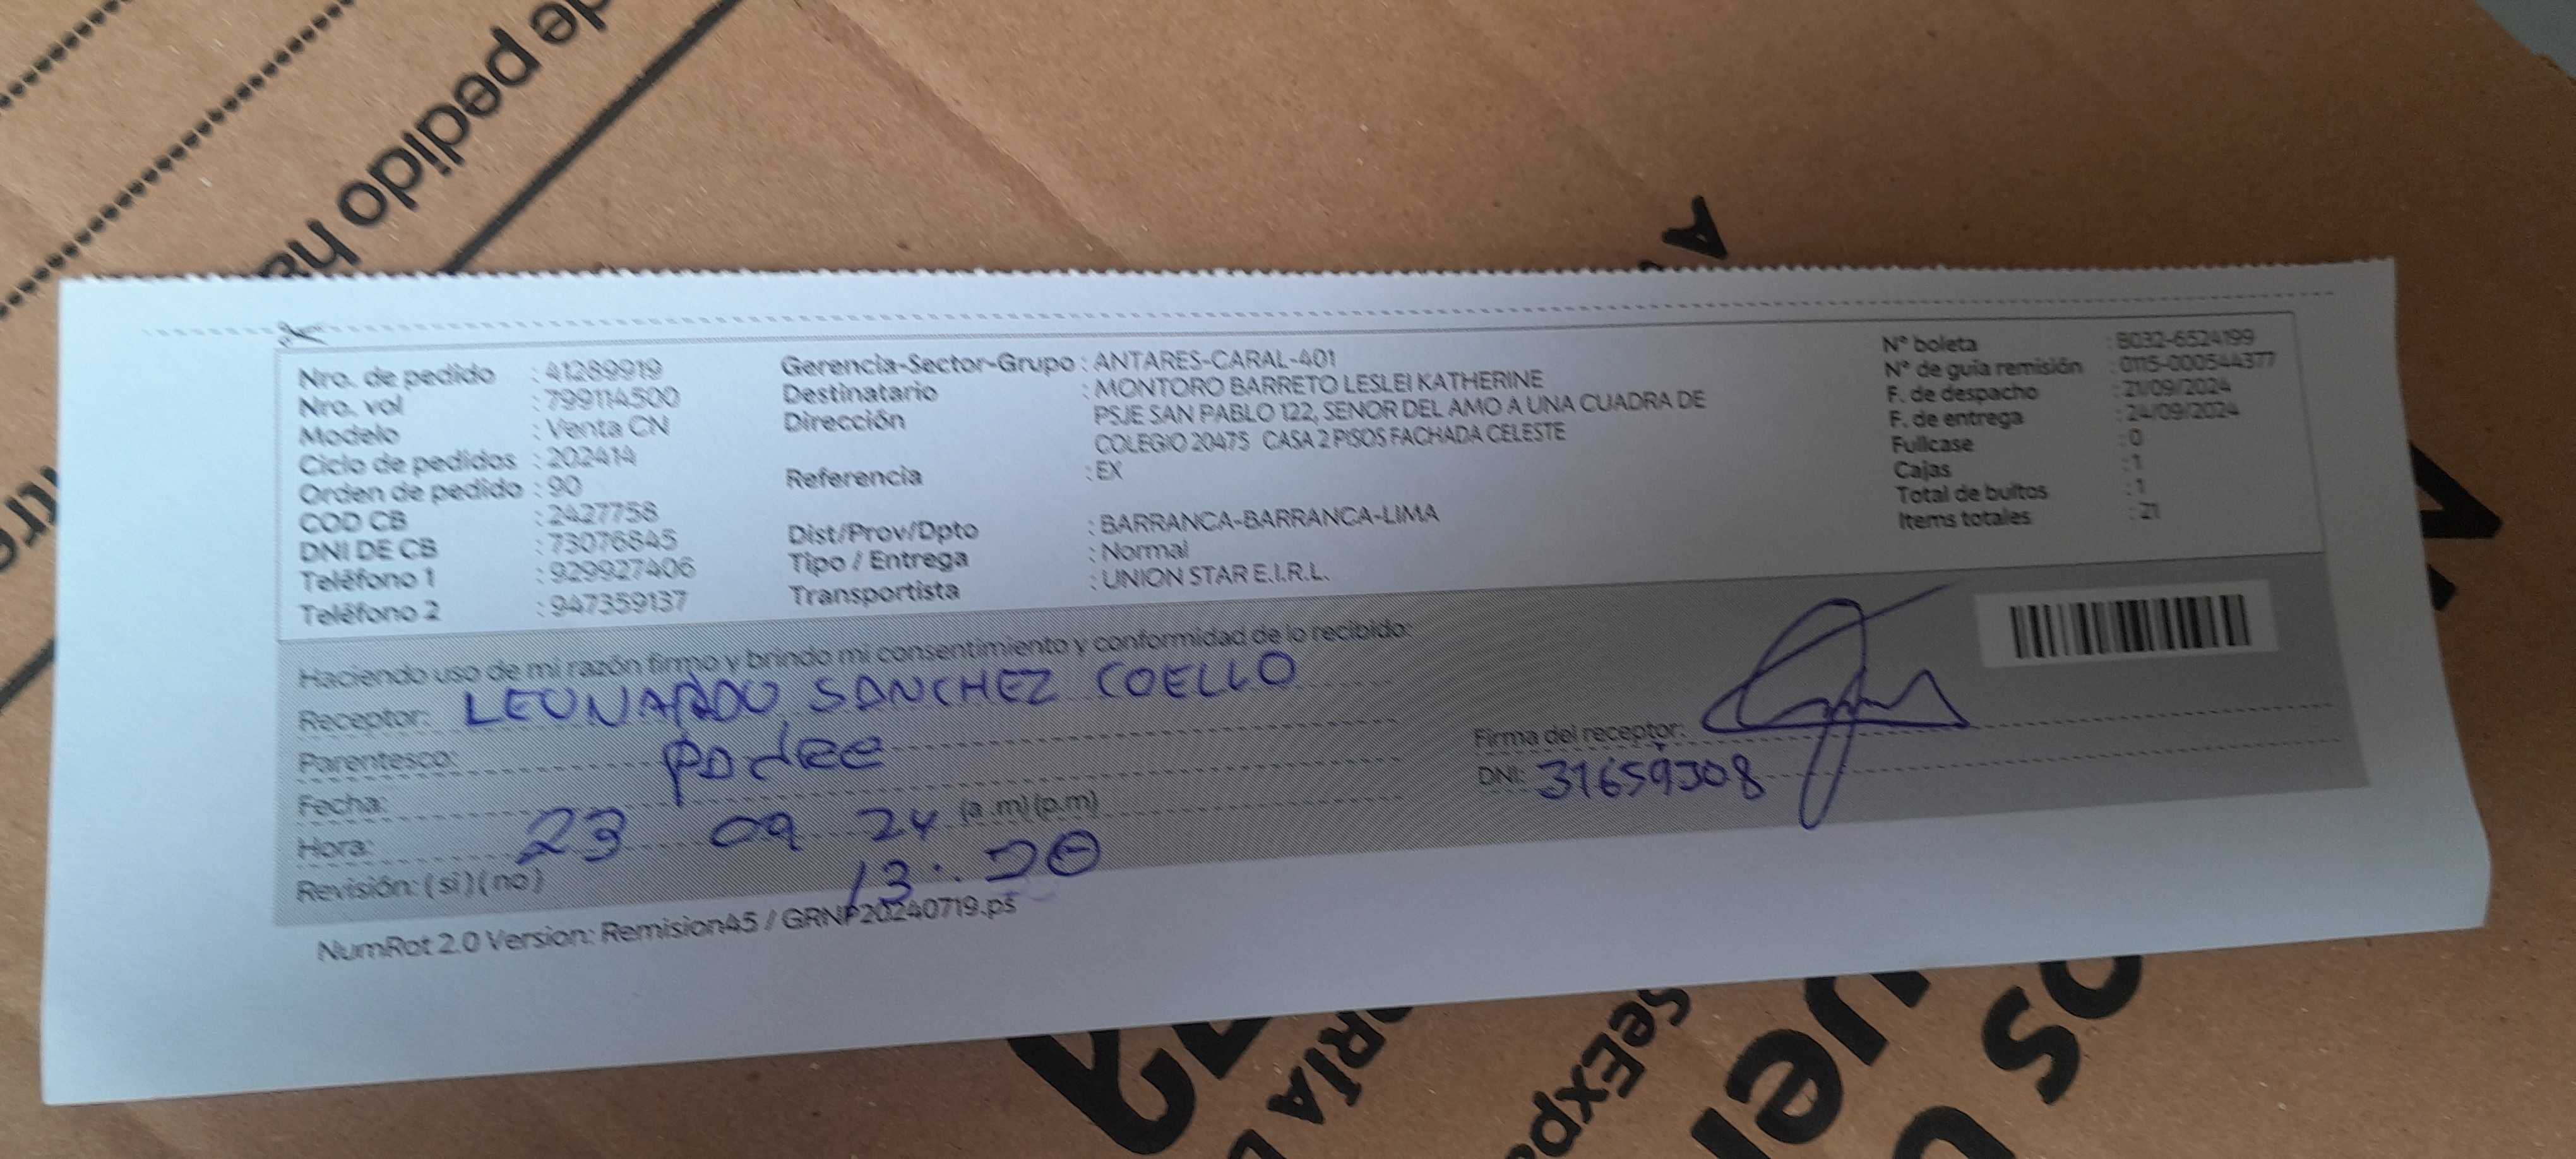 de pedido ha
Nro. de pedido : 41289919
Nro. vol : 799114500
Modelo : Venta CN
Ciclo de pedidos : 202414
Orden de pedido : 90
COD CB : 2427758
DNI DE CB : 73076845
Teléfono 1 : 929927406
Teléfono 2 : 947359137
Gerencia-Sector-Grupo : ANTARES-CARAL-401
Destinatario : MONTORO BARRETO LESLEI KATHERINE
Dirección PSJE SAN PABLO 122, SENOR DEL AMO A UNA CUADRA DE
COLEGIO 20475 CASA 2 PISOS FACHADA CELESTE
Referencia : EX
Dist/Prov/Dpto : BARRANCA-BARRANCA-LIMA
Tipo / Entrega : Normal
Transportista : UNION STAR E.I.R.L.
N° boleta : B032-6524199
N° de guía remisión : 0115-000544377
F. de despacho : 21/09/2024
F. de entrega : 24/09/2024
Fullcase : 0
Cajas : 1
Total de bultos : 1
Items totales : 21
Haciendo uso de mi razón firmo y brindo mi consentimiento y conformidad de lo recibido:
Receptor: LEONARDO SANCHEZ COELLO
Parentesco: padre
Fecha: 23 09 24
Hora: 13:20 (a.m)(p.m)
Revisión: (si)(no)
Firma del receptor:
DNI: 31659308
NumRot 2.0 Version: Remision45 / GRNP20240719.ps